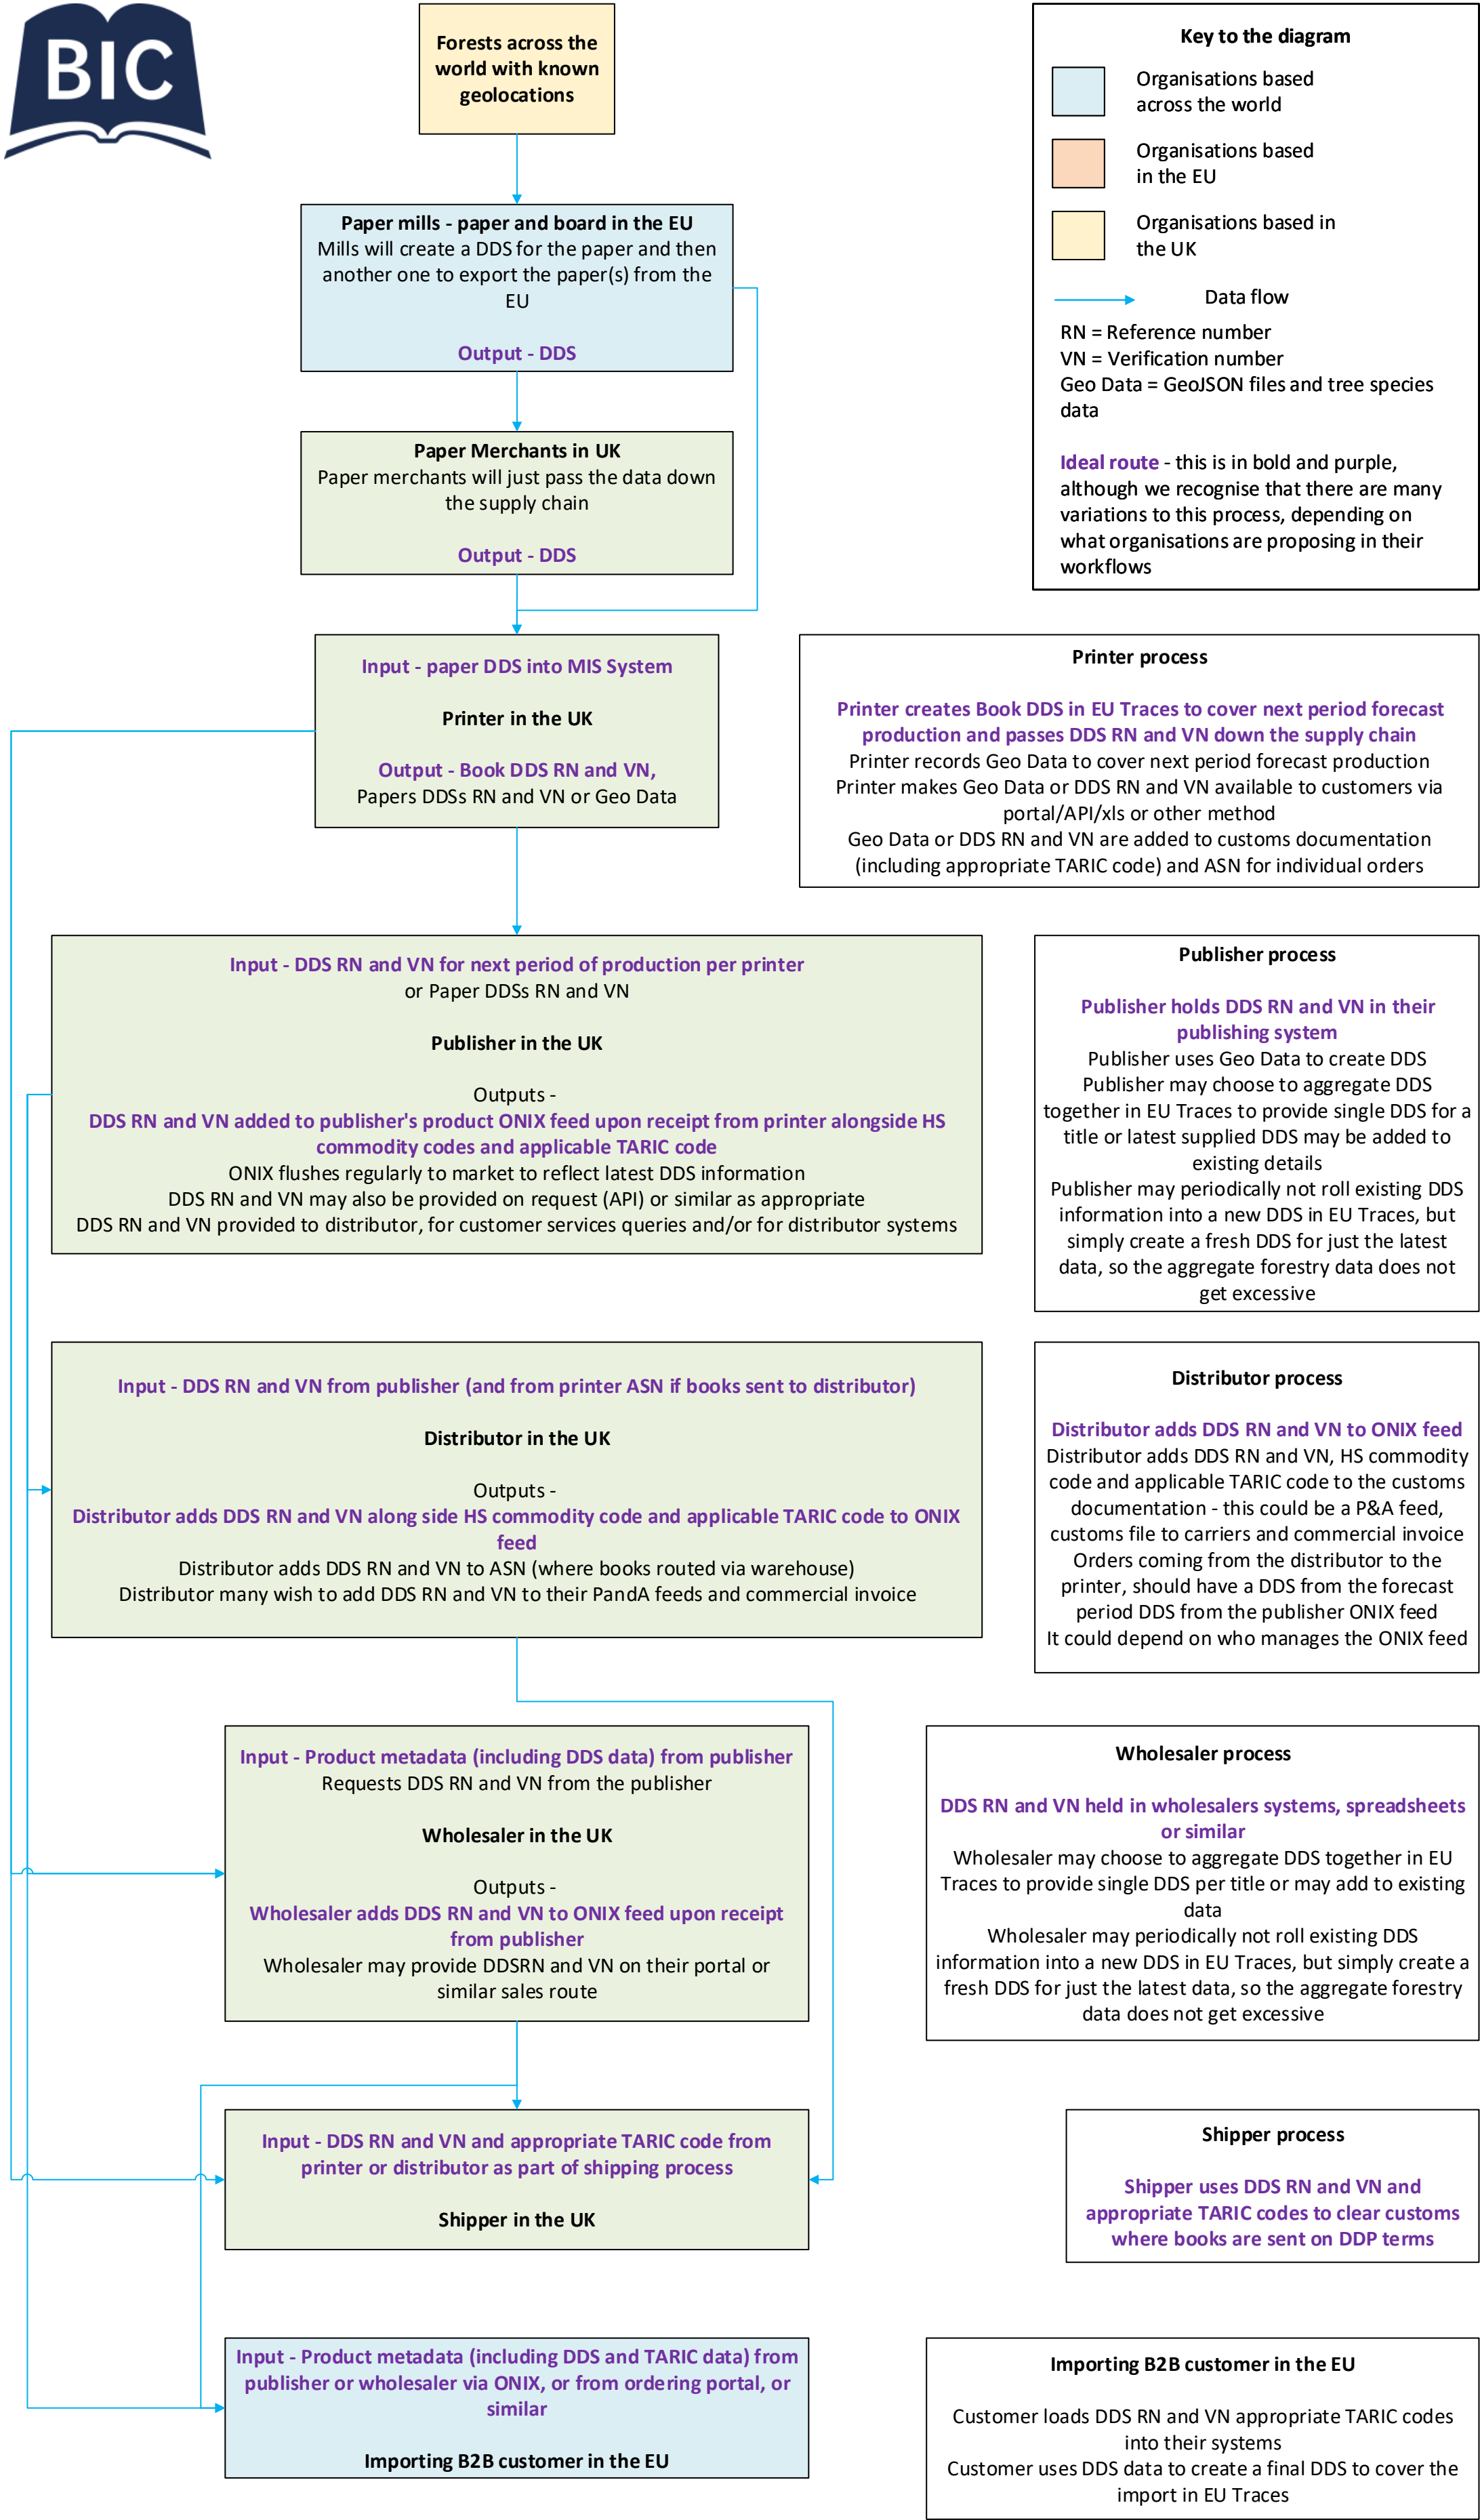 BIC
Forests across the
world with known
geolocations
Key to the diagram
Organisations based
across the world
Organisations based
in the EU
Organisations based in
the UK
Data flow
RN = Reference number
VN = Verification number
Geo Data = GeoJSON files and tree species
data
Ideal route - this is in bold and purple,
although we recognise that there are many
variations to this process, depending on
what organisations are proposing in their
workflows
Paper mills - paper and board in the EU
Mills will create a DDS for the paper and then
another one to export the paper(s) from the
EU
Output - DDS
Paper Merchants in UK
Paper merchants will just pass the data down
the supply chain
Output - DDS
Input - paper DDS into MIS System
Printer in the UK
Output - Book DDS RN and VN,
Papers DDSs RN and VN or Geo Data
Printer process
Printer creates Book DDS in EU Traces to cover next period forecast
production and passes DDS RN and VN down the supply chain
Printer records Geo Data to cover next period forecast production
Printer makes Geo Data or DDS RN and VN available to customers via
portal/API/xls or other method
Geo Data or DDS RN and VN are added to customs documentation
(including appropriate TARIC code) and ASN for individual orders
Input - DDS RN and VN for next period of production per printer
or Paper DDSs RN and VN
Publisher in the UK
Outputs -
DDS RN and VN added to publisher's product ONIX feed upon receipt from printer alongside HS
commodity codes and applicable TARIC code
ONIX flushes regularly to market to reflect latest DDS information
DDS RN and VN may also be provided on request (API) or similar as appropriate
DDS RN and VN provided to distributor, for customer services queries and/or for distributor systems
Publisher process
Publisher holds DDS RN and VN in their
publishing system
Publisher uses Geo Data to create DDS
Publisher may choose to aggregate DDS
together in EU Traces to provide single DDS for a
title or latest supplied DDS may be added to
existing details
Publisher may periodically not roll existing DDS
information into a new DDS in EU Traces, but
simply create a fresh DDS for just the latest
data, so the aggregate forestry data does not
get excessive
Input - DDS RN and VN from publisher (and from printer ASN if books sent to distributor)
Distributor in the UK
Outputs -
Distributor adds DDS RN and VN along side HS commodity code and applicable TARIC code to ONIX
feed
Distributor adds DDS RN and VN to ASN (where books routed via warehouse)
Distributor many wish to add DDS RN and VN to their PandA feeds and commercial invoice
Distributor process
Distributor adds DDS RN and VN to ONIX feed
Distributor adds DDS RN and VN, HS commodity
code and applicable TARIC code to the customs
documentation - this could be a P&A feed,
customs file to carriers and commercial invoice
Orders coming from the distributor to the
printer, should have a DDS from the forecast
period DDS from the publisher ONIX feed
It could depend on who manages the ONIX feed
Input - Product metadata (including DDS data) from publisher
Requests DDS RN and VN from the publisher
Wholesaler in the UK
Outputs -
Wholesaler adds DDS RN and VN to ONIX feed upon receipt
from publisher
Wholesaler may provide DDSRN and VN on their portal or
similar sales route
Wholesaler process
DDS RN and VN held in wholesalers systems, spreadsheets
or similar
Wholesaler may choose to aggregate DDS together in EU
Traces to provide single DDS per title or may add to existing
data
Wholesaler may periodically not roll existing DDS
information into a new DDS in EU Traces, but simply create a
fresh DDS for just the latest data, so the aggregate forestry
data does not get excessive
Input - DDS RN and VN and appropriate TARIC code from
printer or distributor as part of shipping process
Shipper in the UK
Shipper process
Shipper uses DDS RN and VN and
appropriate TARIC codes to clear customs
where books are sent on DDP terms
Input - Product metadata (including DDS and TARIC data) from
publisher or wholesaler via ONIX, or from ordering portal, or
similar
Importing B2B customer in the EU
Importing B2B customer in the EU
Customer loads DDS RN and VN appropriate TARIC codes
into their systems
Customer uses DDS data to create a final DDS to cover the
import in EU Traces